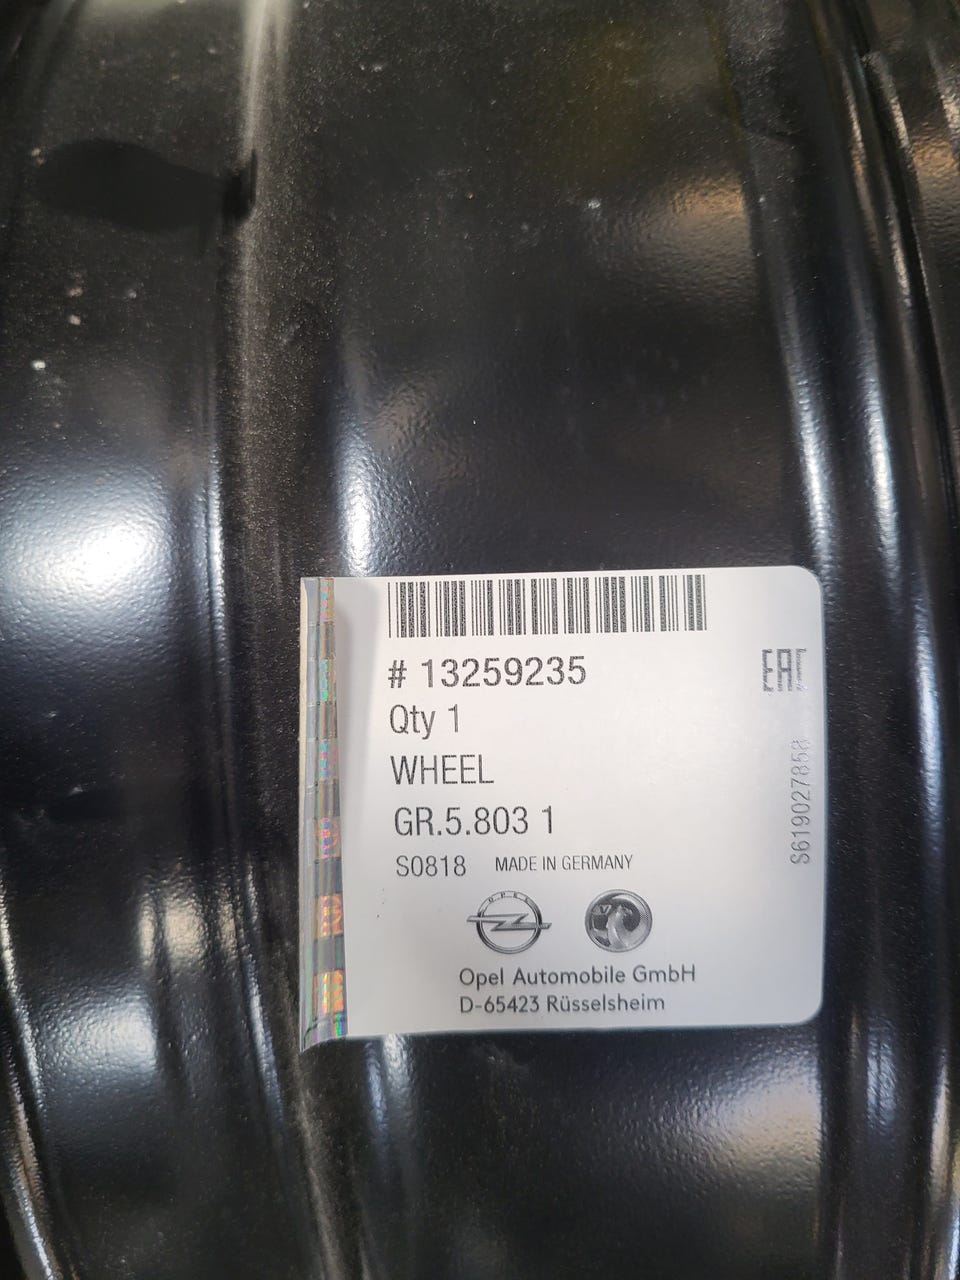 # 13259235
Qty 1
WHEEL
GR.5.803 1
S0818 MADE IN GERMANY
OPEL
Opel Automobile GmbH
D-65423 Rüsselsheim
EAC
S619027858